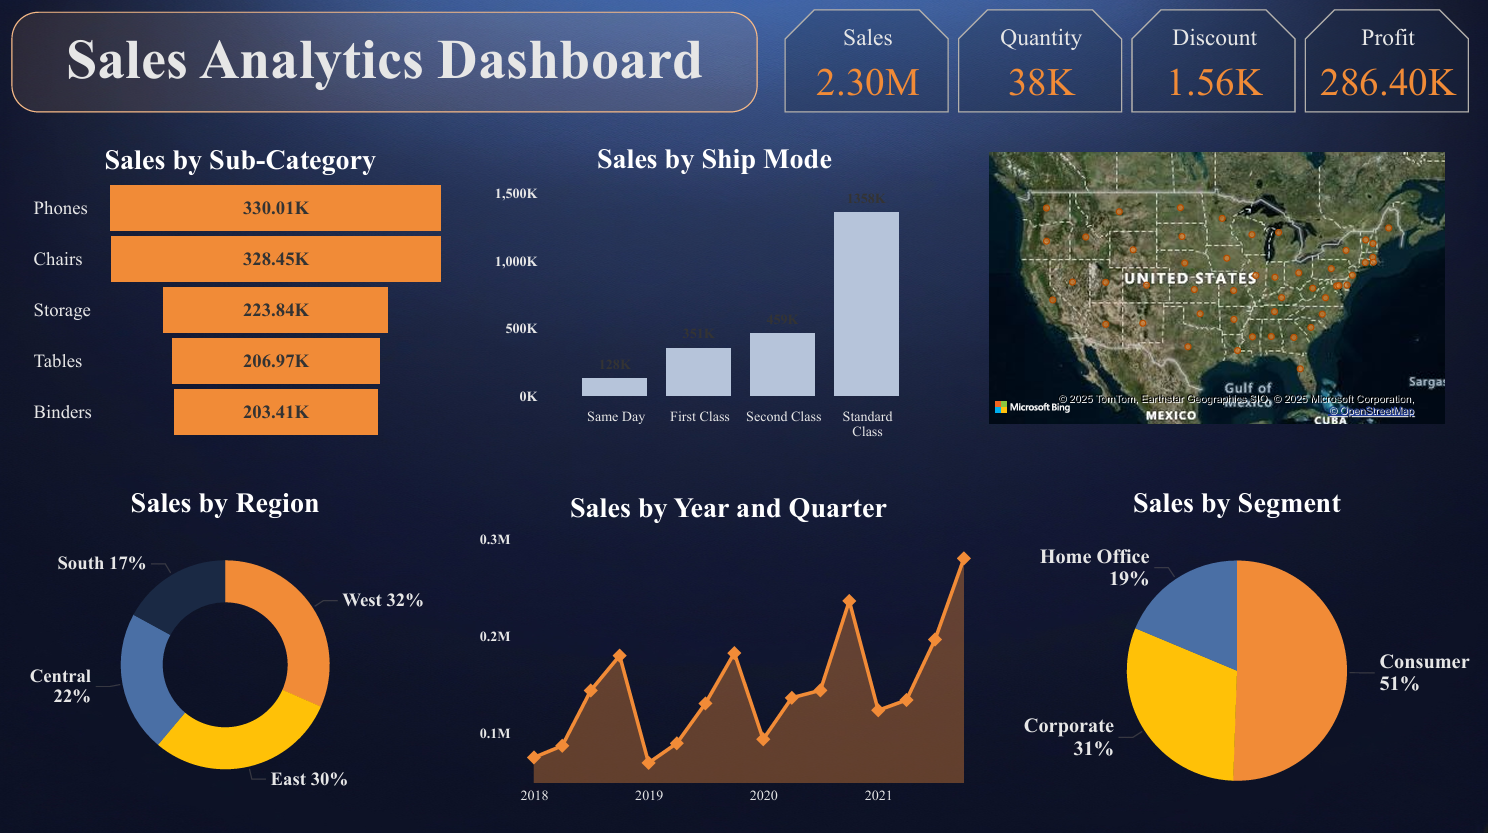 Sales Analytics Dashboard
Sales
2.30M
Quantity
38K
Discount
1.56K
Profit
286.40K
Sales by Sub-Category
Phones
330.01K
Chairs
328.45K
Storage
223.84K
Tables
206.97K
Binders
203.41K
Sales by Ship Mode
1,500K
1,000K
500K
0K
128K
351K
459K
Same Day
First Class
Second Class
Standard
Class
UNITED STATES
Gulf of
Mexico
MEXICO
CUBA
Sargas
Microsoft Bing
© 2025 TomTom, Earthstar Geographics SIO, © 2025 Microsoft Corporation,
© OpenStreetMap
Sales by Region
South 17%
West 32%
Central
22%
East 30%
Sales by Year and Quarter
0.3M
0.2M
0.1M
2018
2019
2020
2021
Sales by Segment
Home Office
19%
Consumer
51%
Corporate
31%